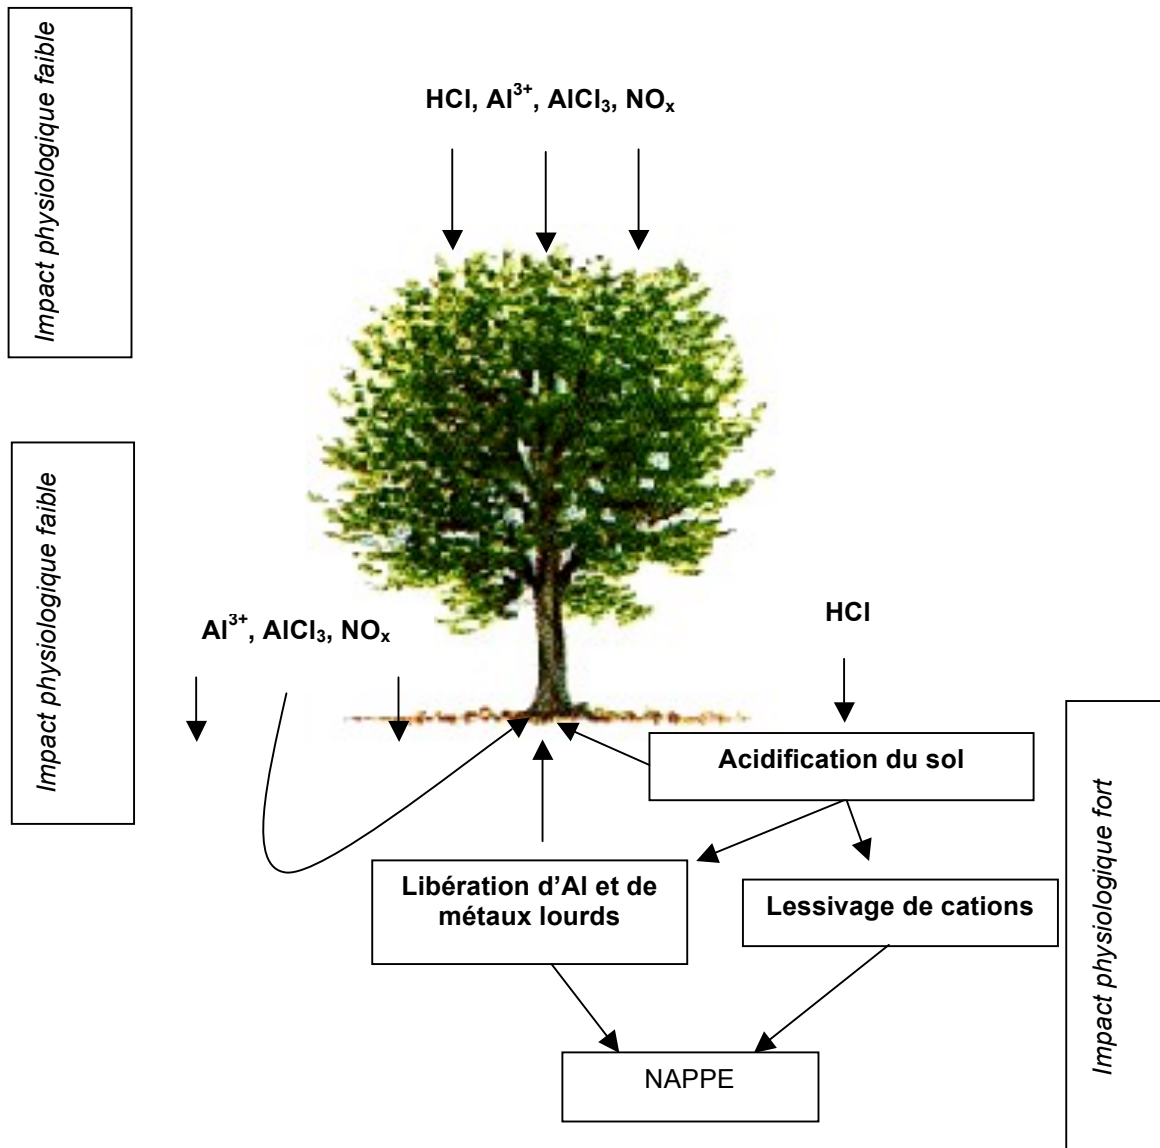 Impact physiologique faible
HCl, Al³⁺, AlCl₃, NOₓ
Impact physiologique faible
Al³⁺, AlCl₃, NOₓ
HCl
Acidification du sol
Libération d’Al et de
métaux lourds
Lessivage de cations
Impact physiologique fort
NAPPE